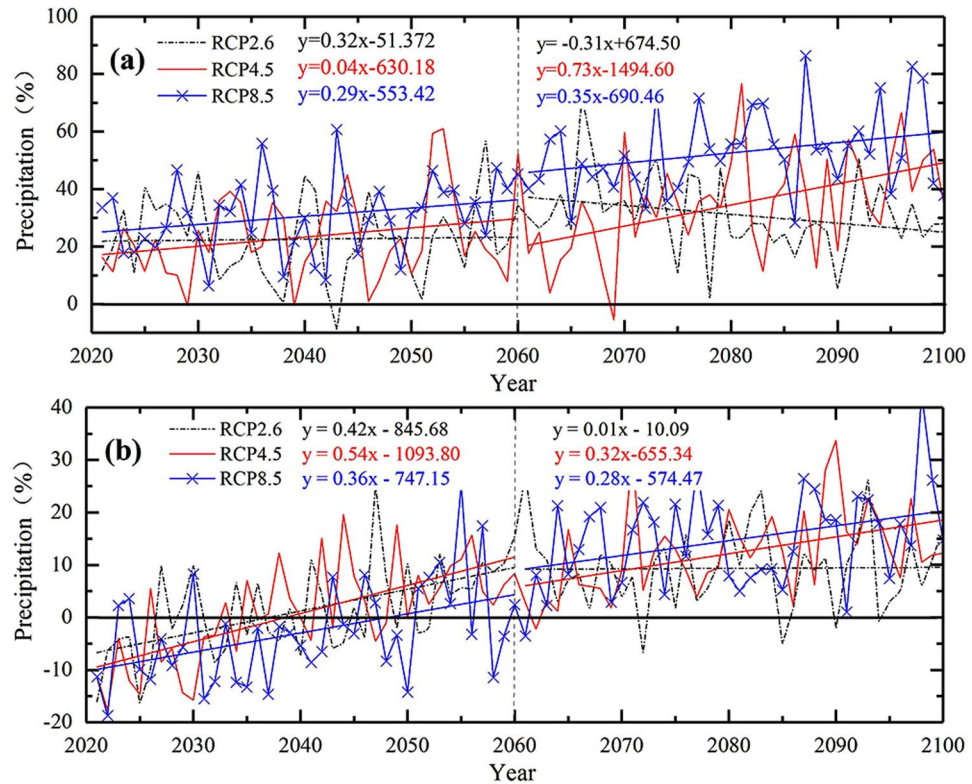 (a)
RCP2.6 y=0.32x-51.372 y= -0.31x+674.50
RCP4.5 y=0.04x-630.18 y=0.73x-1494.60
RCP8.5 y=0.29x-553.42 y=0.35x-690.46
Precipitation (%)
100
80
60
40
20
0
2020 2030 2040 2050 2060 2070 2080 2090 2100
Year
(b)
RCP2.6 y = 0.42x - 845.68 y = 0.01x - 10.09
RCP4.5 y = 0.54x - 1093.80 y = 0.32x-655.34
RCP8.5 y = 0.36x - 747.15 y = 0.28x - 574.47
Precipitation (%)
40
30
20
10
0
-10
-20
2020 2030 2040 2050 2060 2070 2080 2090 2100
Year